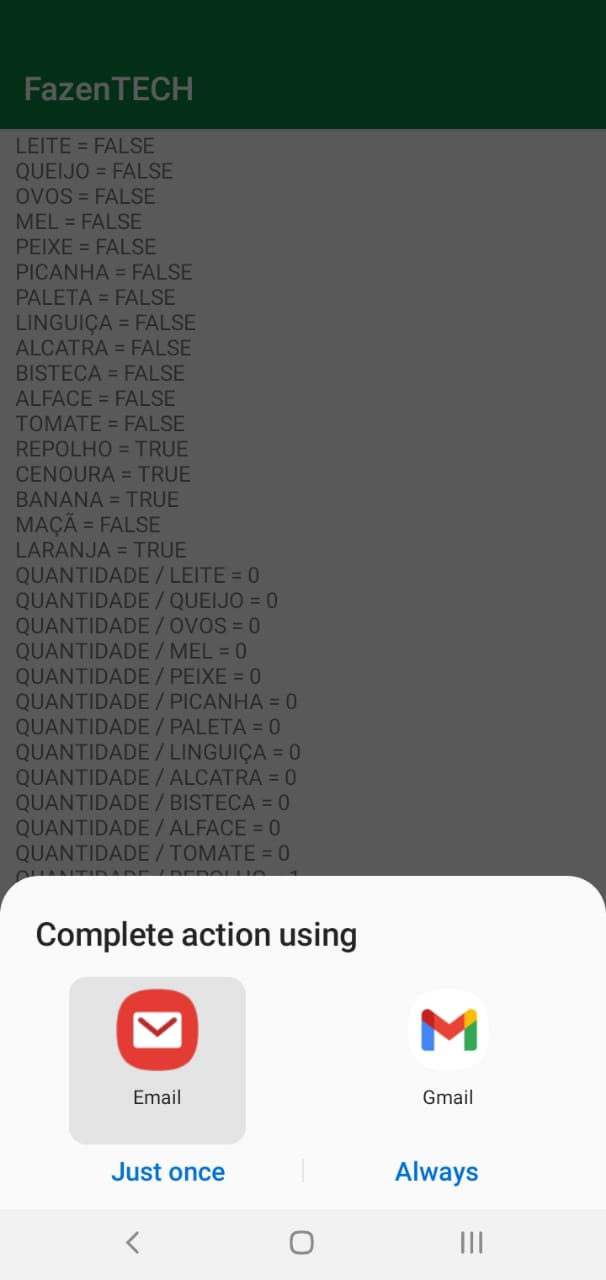 FazenTECH
LEITE = FALSE
QUEIJO = FALSE
OVOS = FALSE
MEL = FALSE
PEIXE = FALSE
PICANHA = FALSE
PALETA = FALSE
LINGUIÇA = FALSE
ALCATRA = FALSE
BISTECA = FALSE
ALFACE = FALSE
TOMATE = FALSE
REPOLHO = TRUE
CENOURA = TRUE
BANANA = TRUE
MAÇÃ = FALSE
LARANJA = TRUE
QUANTIDADE / LEITE = 0
QUANTIDADE / QUEIJO = 0
QUANTIDADE / OVOS = 0
QUANTIDADE / MEL = 0
QUANTIDADE / PEIXE = 0
QUANTIDADE / PICANHA = 0
QUANTIDADE / PALETA = 0
QUANTIDADE / LINGUIÇA = 0
QUANTIDADE / ALCATRA = 0
QUANTIDADE / BISTECA = 0
QUANTIDADE / ALFACE = 0
QUANTIDADE / TOMATE = 0
QUANTIDADE / REPOLHO = 1
Complete action using
Email
Gmail
Just once
Always